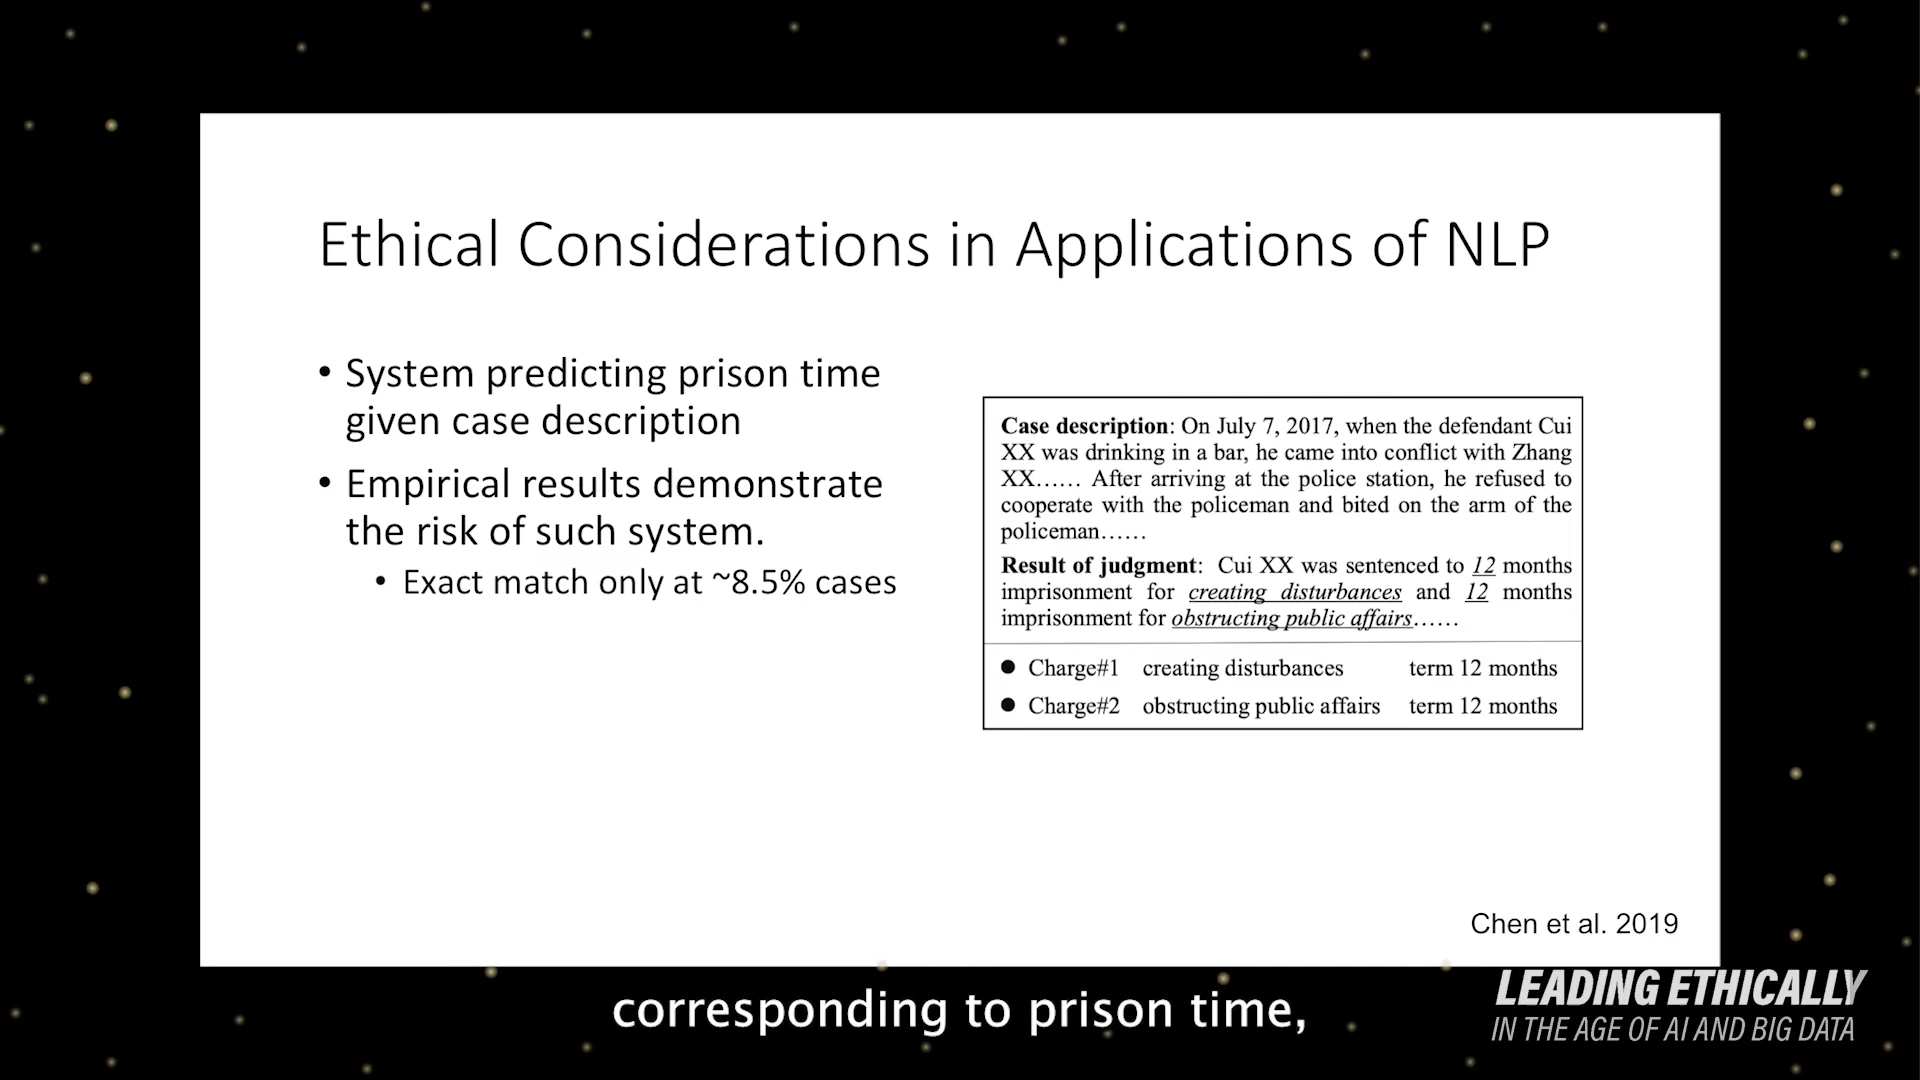 Ethical Considerations in Applications of NLP
• System predicting prison time
given case description
• Empirical results demonstrate
the risk of such system.
• Exact match only at ~8.5% cases
Case description: On July 7, 2017, when the defendant Cui
XX was drinking in a bar, he came into conflict with Zhang
XX...... After arriving at the police station, he refused to
cooperate with the policeman and bited on the arm of the
policeman......
Result of judgment: Cui XX was sentenced to 12 months
imprisonment for creating disturbances and 12 months
imprisonment for obstructing public affairs......
● Charge#1 creating disturbances term 12 months
● Charge#2 obstructing public affairs term 12 months
Chen et al. 2019
corresponding to prison time,
LEADING ETHICALLY
IN THE AGE OF AI AND BIG DATA